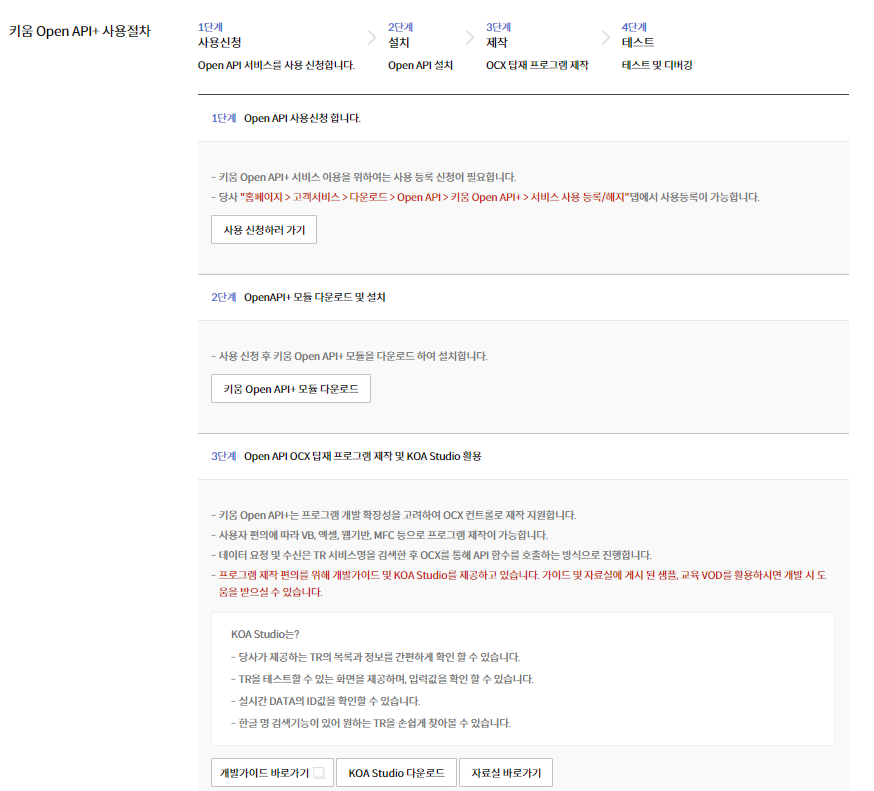 키움 Open API+ 사용절차
1단계
사용신청
Open API 서비스를 사용 신청합니다.
2단계
설치
Open API 설치
3단계
제작
OCX 탑재 프로그램 제작
4단계
테스트
테스트 및 디버깅
1단계 Open API 사용신청 합니다.
- 키움 Open API+ 서비스 이용을 위하여는 사용 등록 신청이 필요합니다.
- 당사 "홈페이지 > 고객서비스 > 다운로드 > Open API > 키움 Open API+ > 서비스 사용 등록/해지"탭에서 사용등록이 가능합니다.
사용 신청하러 가기
2단계 OpenAPI+ 모듈 다운로드 및 설치
- 사용 신청 후 키움 Open API+ 모듈을 다운로드 하여 설치합니다.
키움 Open API+ 모듈 다운로드
3단계 Open API OCX 탑재 프로그램 제작 및 KOA Studio 활용
- 키움 Open API+는 프로그램 개발 확장성을 고려하여 OCX 컨트롤로 제작 지원합니다.
- 사용자 편의에 따라 VB, 엑셀, 웹기반, MFC 등으로 프로그램 제작이 가능합니다.
- 데이터 요청 및 수신은 TR 서비스명을 검색한 후 OCX를 통해 API 함수를 호출하는 방식으로 진행합니다.
- 프로그램 제작 편의를 위해 개발가이드 및 KOA Studio를 제공하고 있습니다. 가이드 및 자료실에 게시 된 샘플, 교육 VOD를 활용하시면 개발 시 도
움을 받으실 수 있습니다.
KOA Studio는?
- 당사가 제공하는 TR의 목록과 정보를 간편하게 확인 할 수 있습니다.
- TR을 테스트할 수 있는 화면을 제공하며, 입력값을 확인 할 수 있습니다.
- 실시간 DATA의 ID값을 확인할 수 있습니다.
- 한글 명 검색기능이 있어 원하는 TR을 손쉽게 찾아볼 수 있습니다.
개발가이드 바로가기
KOA Studio 다운로드
자료실 바로가기